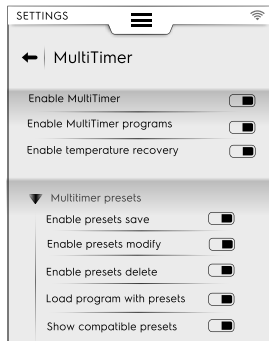 SETTINGS
MultiTimer
Enable MultiTimer
Enable MultiTimer programs
Enable temperature recovery
Multitimer presets
Enable presets save
Enable presets modify
Enable presets delete
Load program with presets
Show compatible presets